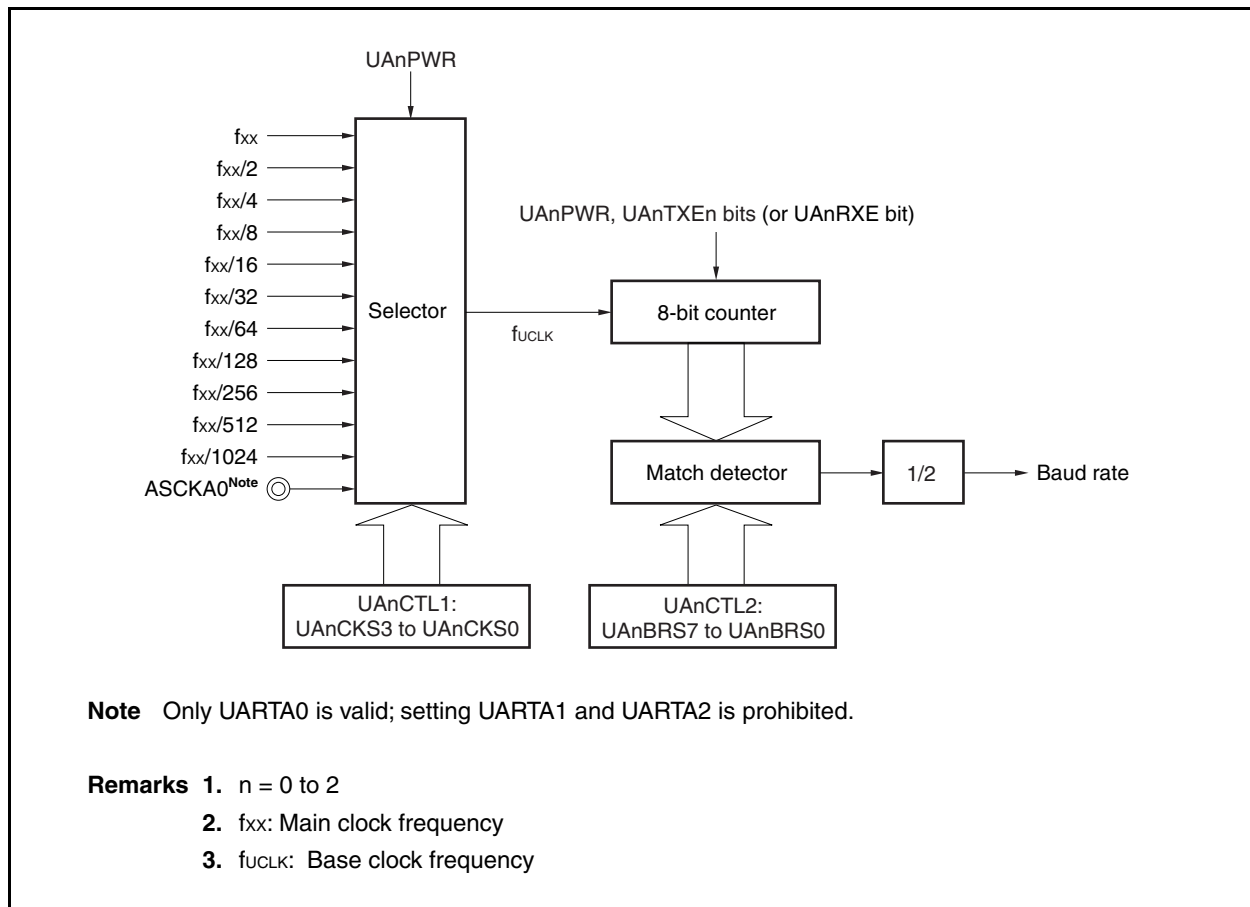 UAnPWR
fXX
fXX/2
fXX/4
fXX/8
fXX/16
fXX/32
fXX/64
fXX/128
fXX/256
fXX/512
fXX/1024
ASCKA0Note
Selector
fUCLK
UAnPWR, UAnTXEn bits (or UAnRXE bit)
8-bit counter
Match detector
1/2
Baud rate
UAnCTL1:
UAnCKS3 to UAnCKS0
UAnCTL2:
UAnBRS7 to UAnBRS0
Note Only UARTA0 is valid; setting UARTA1 and UARTA2 is prohibited.
Remarks 1. n = 0 to 2
2. fXX: Main clock frequency
3. fUCLK: Base clock frequency